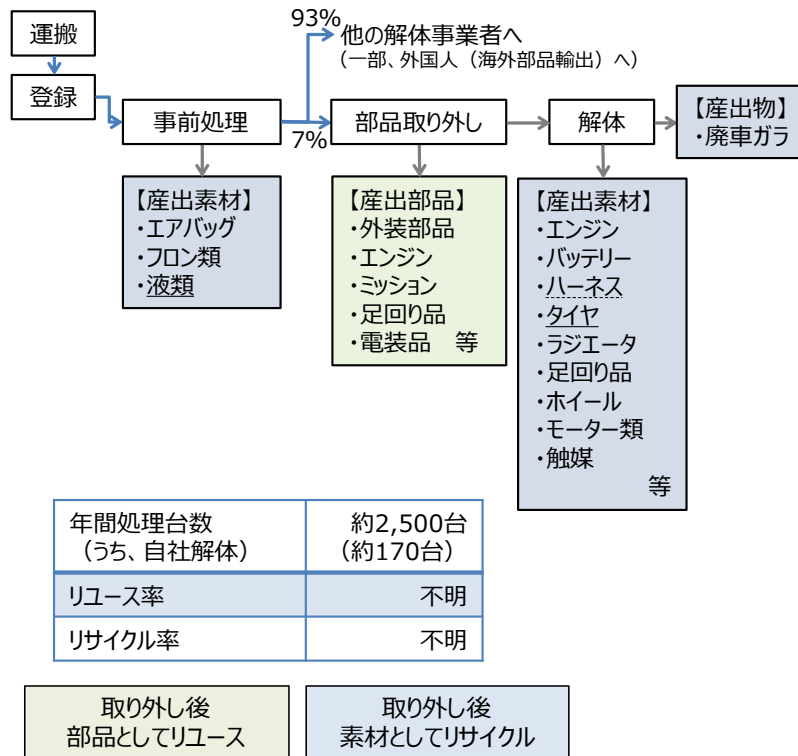 運搬
登録
事前処理
93%
7%
他の解体事業者へ
（一部、外国人（海外部品輸出）へ）
部品取り外し
解体
【産出物】
・廃車ガラ
【産出素材】
・エアバッグ
・フロン類
・液類
【産出部品】
・外装部品
・エンジン
・ミッション
・足回り品
・電装品　等
【産出素材】
・エンジン
・バッテリー
・ハーネス
・タイヤ
・ラジエータ
・足回り品
・ホイール
・モーター類
・触媒
等
年間処理台数　約2,500台
（うち、自社解体）　（約170台）
リユース率　不明
リサイクル率　不明
取り外し後
部品としてリユース
取り外し後
素材としてリサイクル